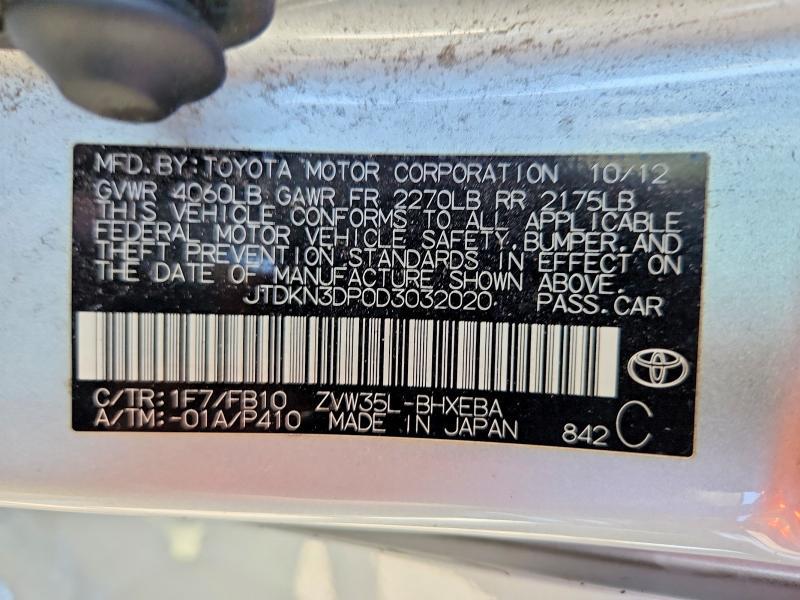 MFD. BY: TOYOTA MOTOR CORPORATION 10/12
GVWR 4060LB GAWR FR 2270LB RR 2175LB
THIS VEHICLE CONFORMS TO ALL APPLICABLE
FEDERAL MOTOR VEHICLE SAFETY, BUMPER, AND
THEFT PREVENTION STANDARDS IN EFFECT ON
THE DATE OF MANUFACTURE SHOWN ABOVE.
JTDKN3DP0D3032020 PASS.CAR
C/TR: 1F7/FB10 ZVW35L-BHXEBA
A/TM: -01A/P410 MADE IN JAPAN 842 C